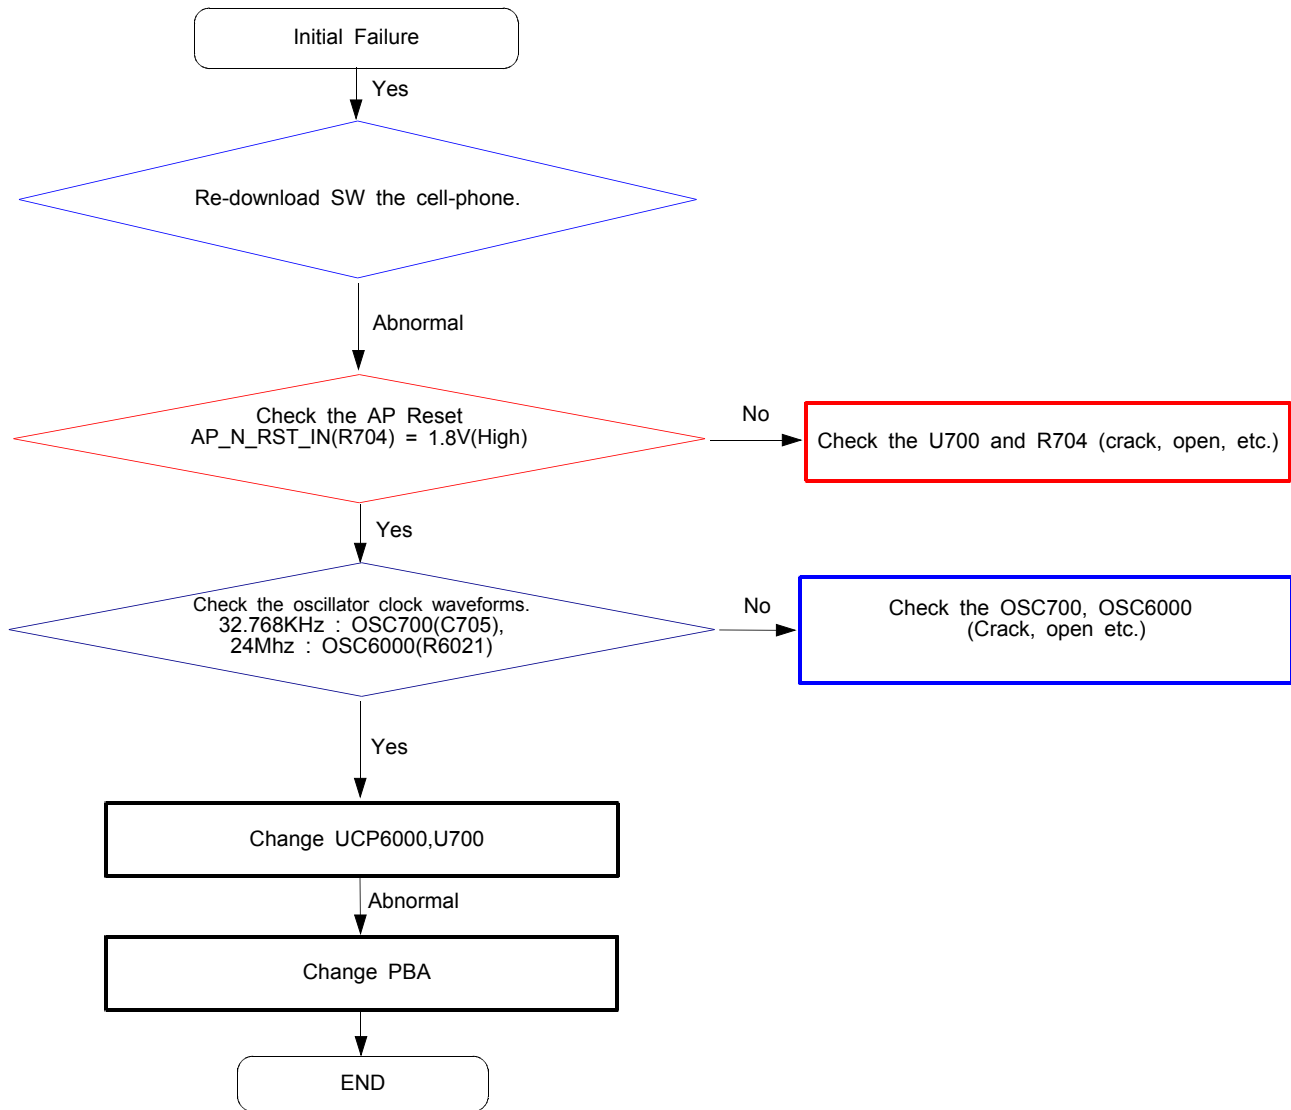 Initial Failure
Yes
Re-download SW the cell-phone.
Abnormal
Check the AP Reset
AP_N_RST_IN(R704) = 1.8V(High)
No
Check the U700 and R704 (crack, open, etc.)
Yes
Check the oscillator clock waveforms.
32.768KHz : OSC700(C705),
24Mhz : OSC6000(R6021)
No
Check the OSC700, OSC6000
(Crack, open etc.)
Yes
Change UCP6000,U700
Abnormal
Change PBA
END